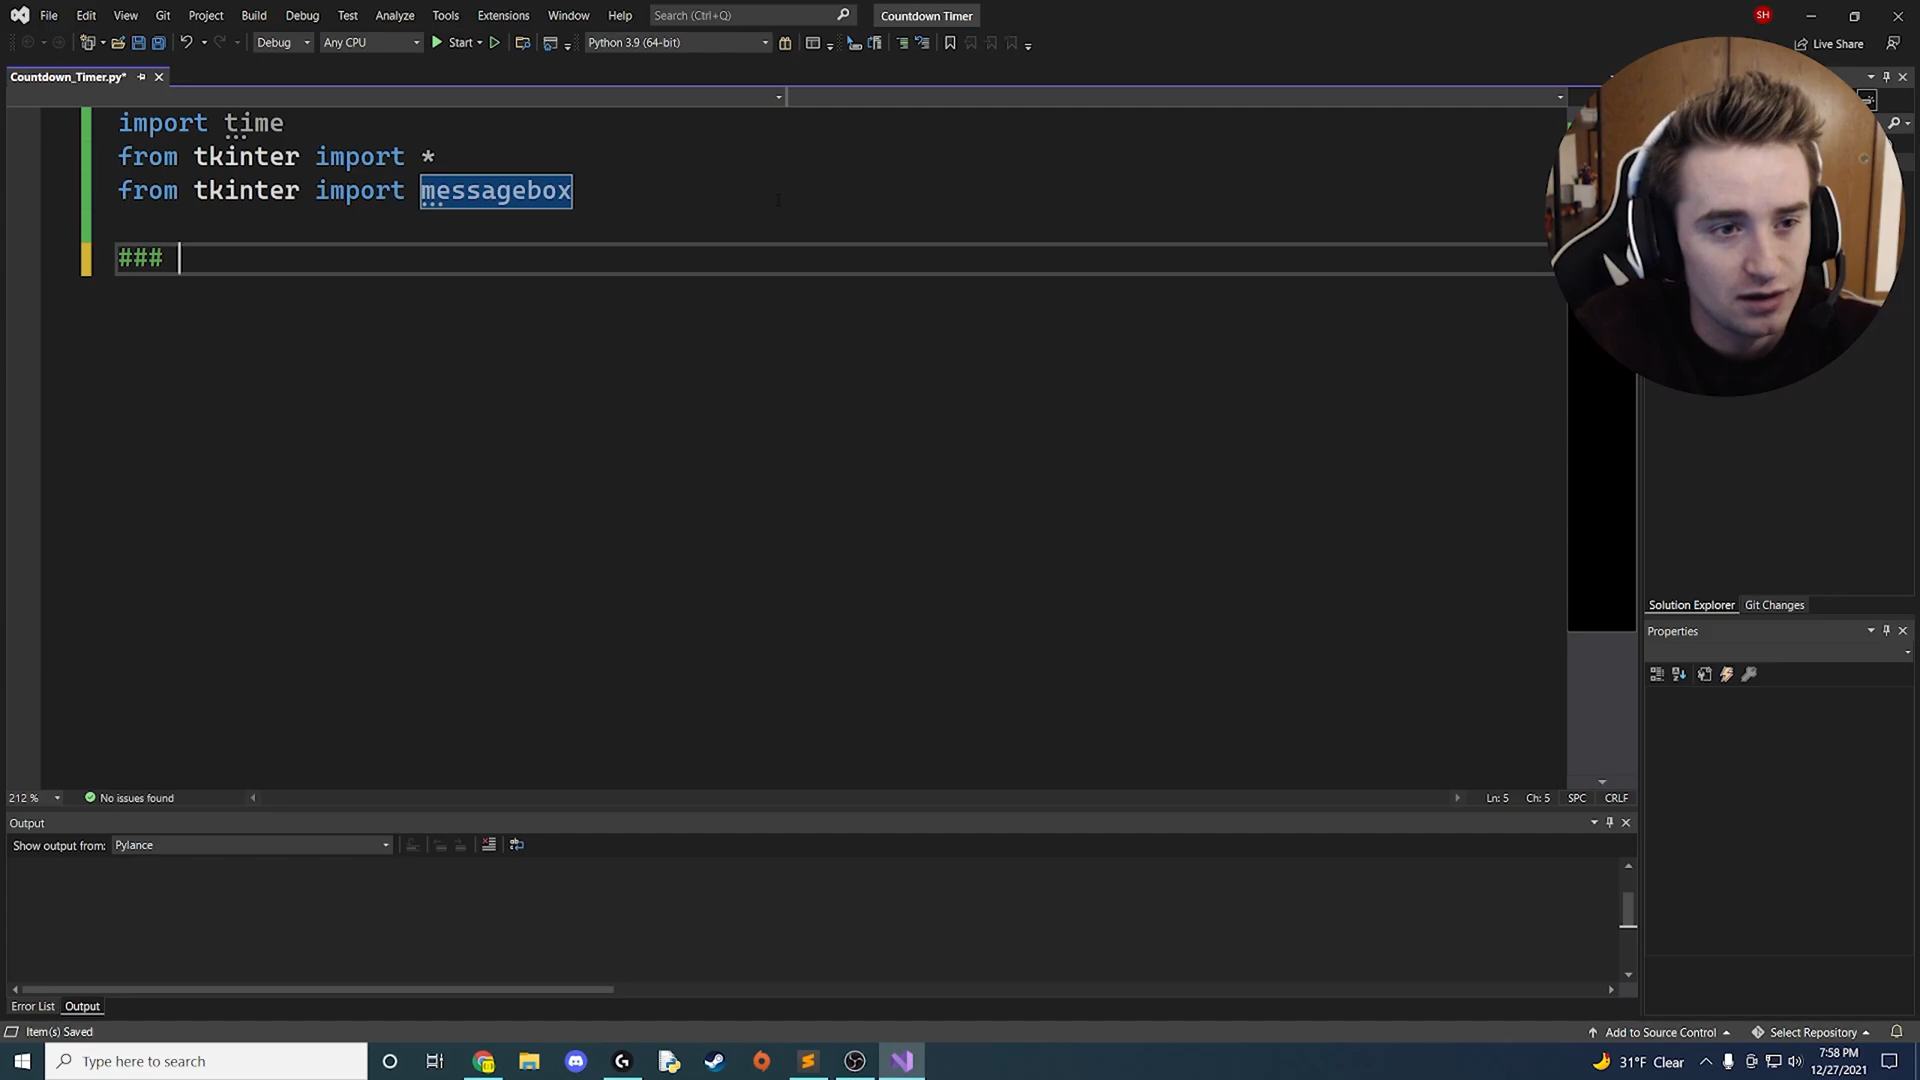 File Edit View Git Project Build Debug Test Analyze Tools Extensions Window Help Search (Ctrl+Q) Countdown Timer SH
Debug Any CPU Start Python 3.9 (64-bit) Live Share
Countdown_Timer.py*
import time
from tkinter import *
from tkinter import messagebox
###
Solution Explorer Git Changes
Properties
212 % No issues found Ln: 5 Ch: 5 SPC CRLF
Output
Show output from: Pylance
Error List Output
Item(s) Saved Add to Source Control Select Repository
Type here to search 31°F Clear 7:58 PM
12/27/2021